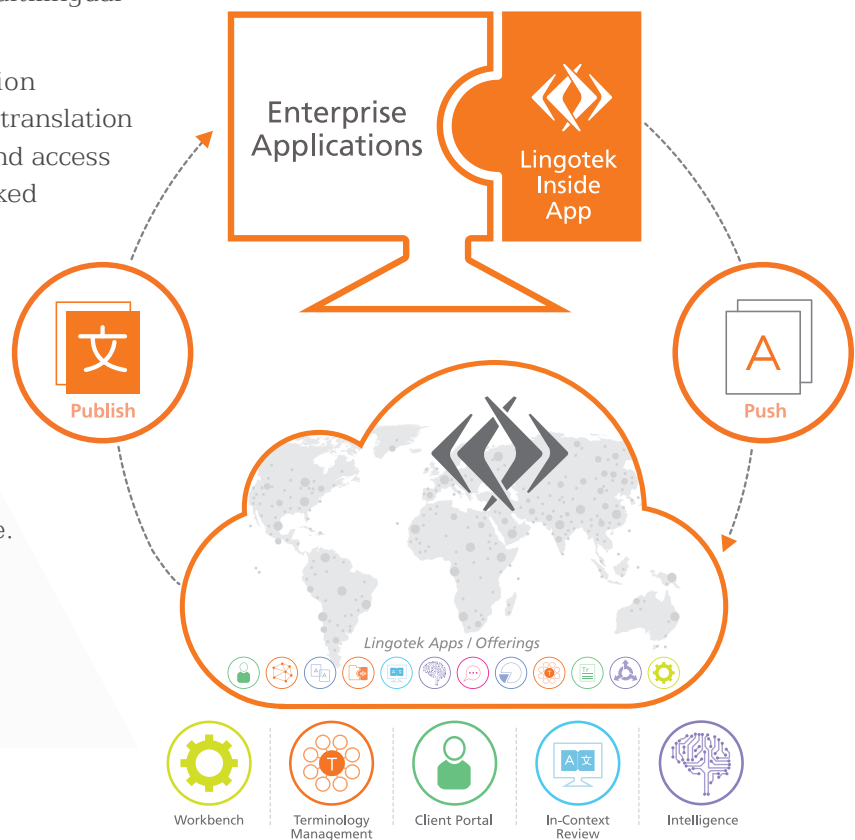 ion
translation
nd access
ked
e.
Enterprise
Applications
Lingotek
Inside
App
文
Publish
A
Push
Lingotek Apps / Offerings
T
Tr
T
A 文
Workbench
Terminology
Management
Client Portal
In-Context
Review
Intelligence